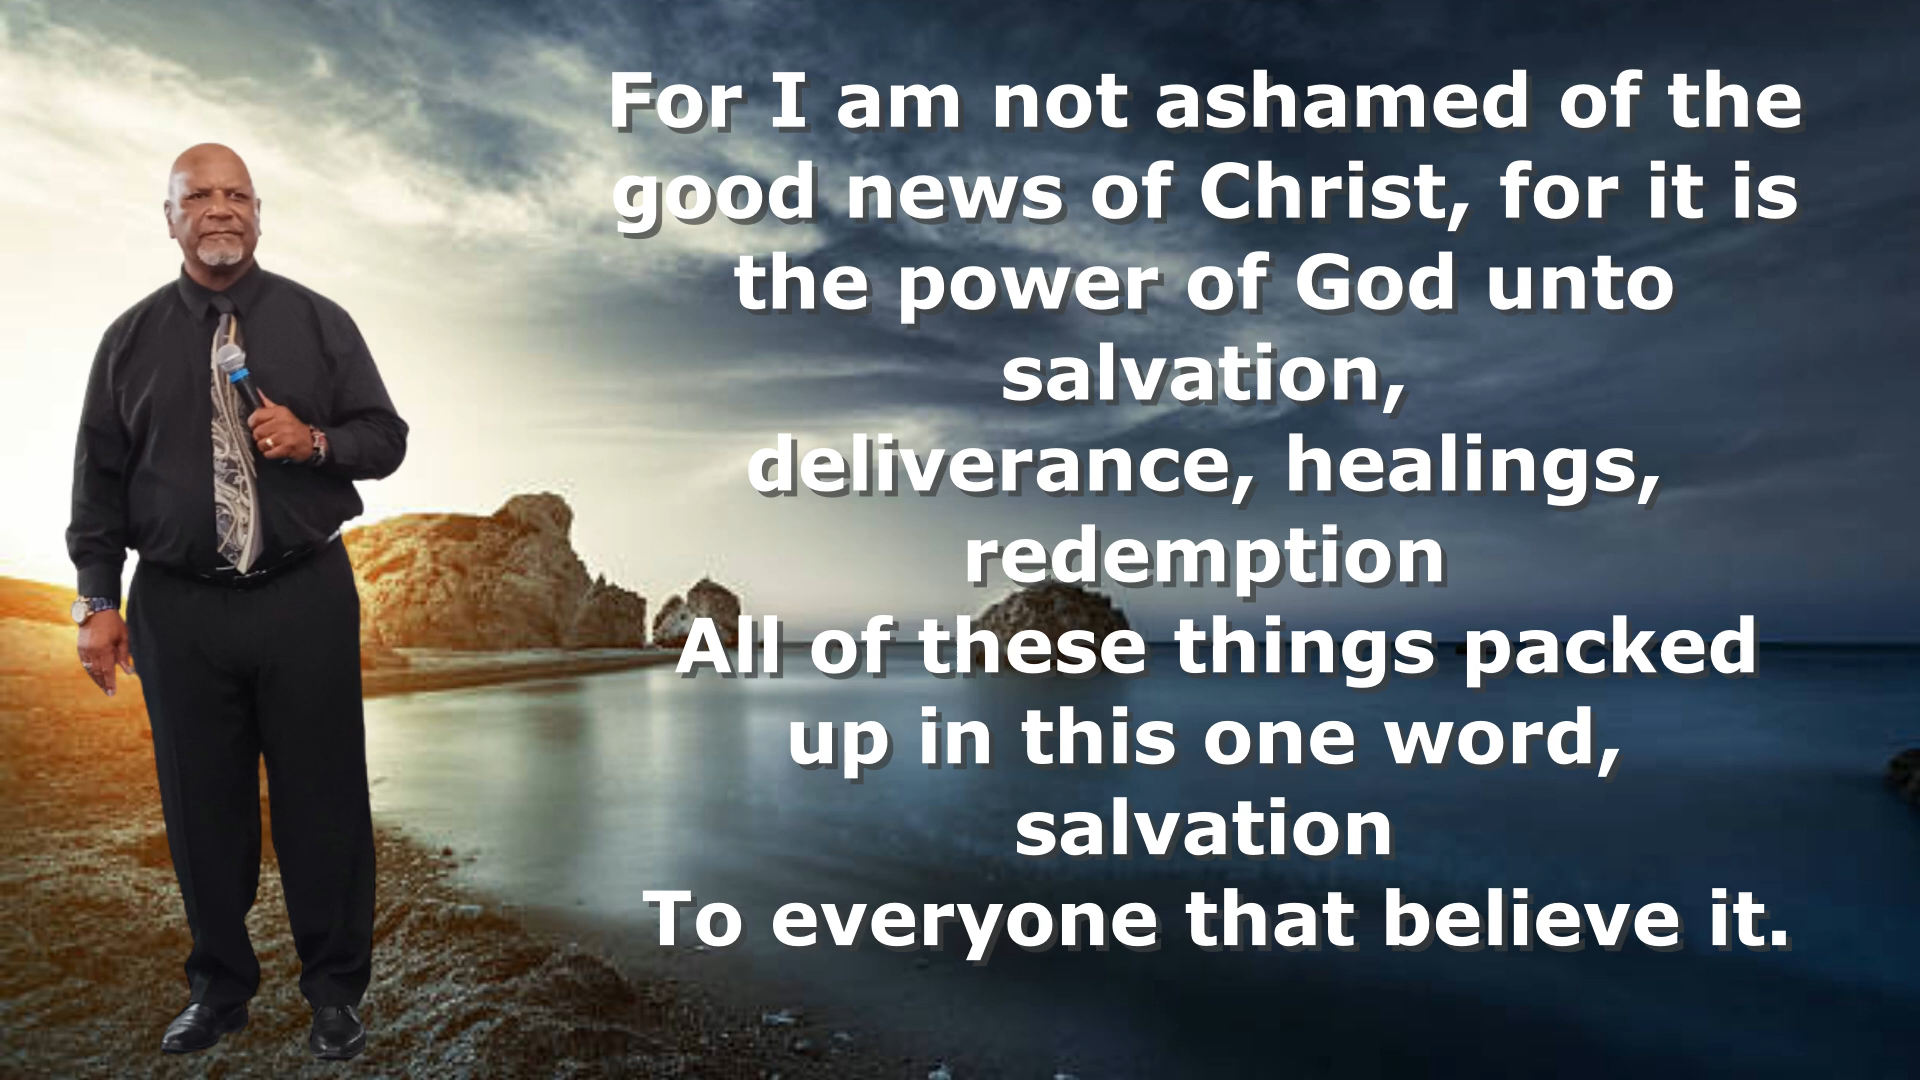 For I am not ashamed of the
good news of Christ, for it is
the power of God unto
salvation,
deliverance, healings,
redemption
All of these things packed
up in this one word,
salvation
To everyone that believe it.